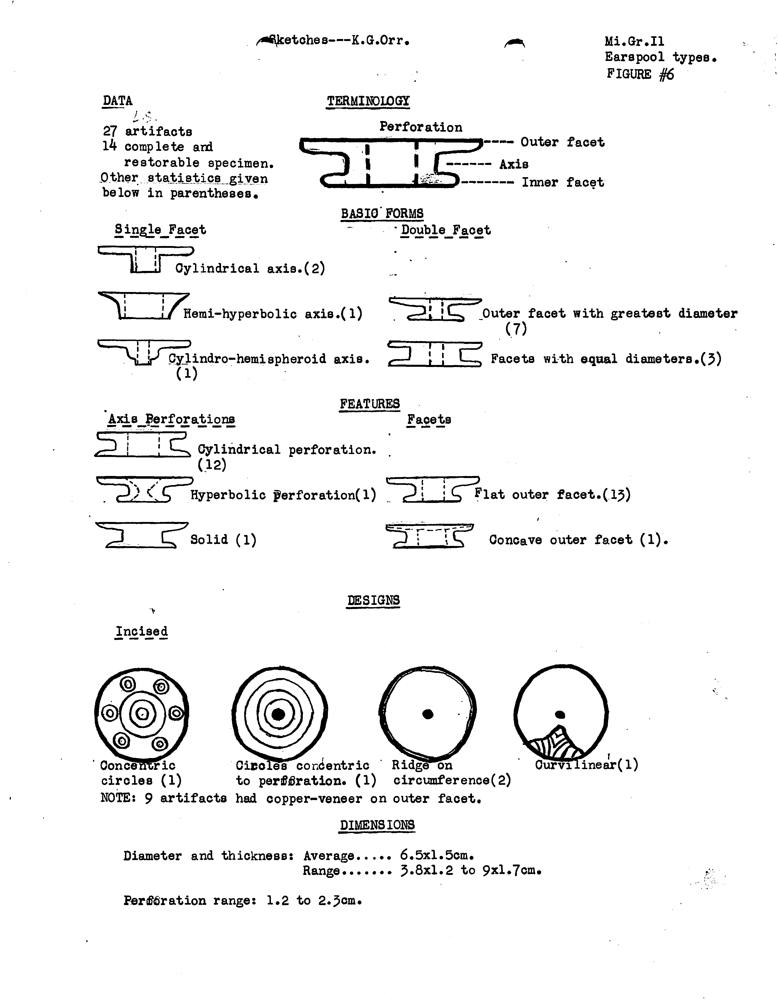 Sketches---K.G.Orr.
Mi.Gr.Il
Earspool types.
FIGURE #6
DATA
L.S.
27 artifacts
14 complete and
restorable specimen.
Other statistics given
below in parentheses.
TERMINOLOGY
Perforation
Outer facet
Axis
Inner facet
BASIC FORMS
Single Facet
Cylindrical axis.(2)
Hemi-hyperbolic axis.(1)
Cylindro-hemispheroid axis.
(1)
Double Facet
Outer facet with greatest diameter
(7)
Facets with equal diameters.(3)
FEATURES
Axis Perforations
Cylindrical perforation.
(12)
Hyperbolic perforation(1)
Solid (1)
Facets
Flat outer facet.(13)
Concave outer facet (1).
DESIGNS
Incised
Concentric
circles (1)
Circles concentric
to perforation. (1)
Ridge on
circumference(2)
Curvilinear(1)
NOTE: 9 artifacts had copper-veneer on outer facet.
DIMENSIONS
Diameter and thickness: Average..... 6.5x1.5cm.
Range....... 3.8x1.2 to 9x1.7cm.
Perforation range: 1.2 to 2.3cm.